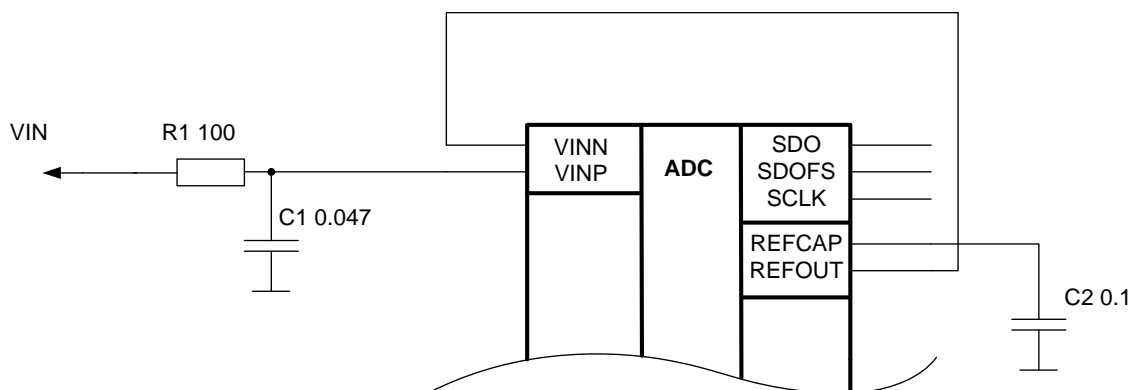 VIN
R1 100
C1 0.047
VINN
VINP
ADC
SDO
SDOFS
SCLK
REFCAP
REFOUT
C2 0.1